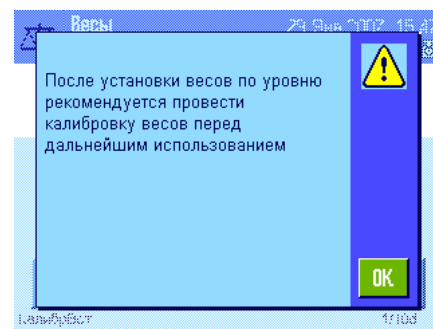 Весы
После установки весов по уровню
рекомендуется провести
калибровку весов перед
дальнейшим использованием
OK